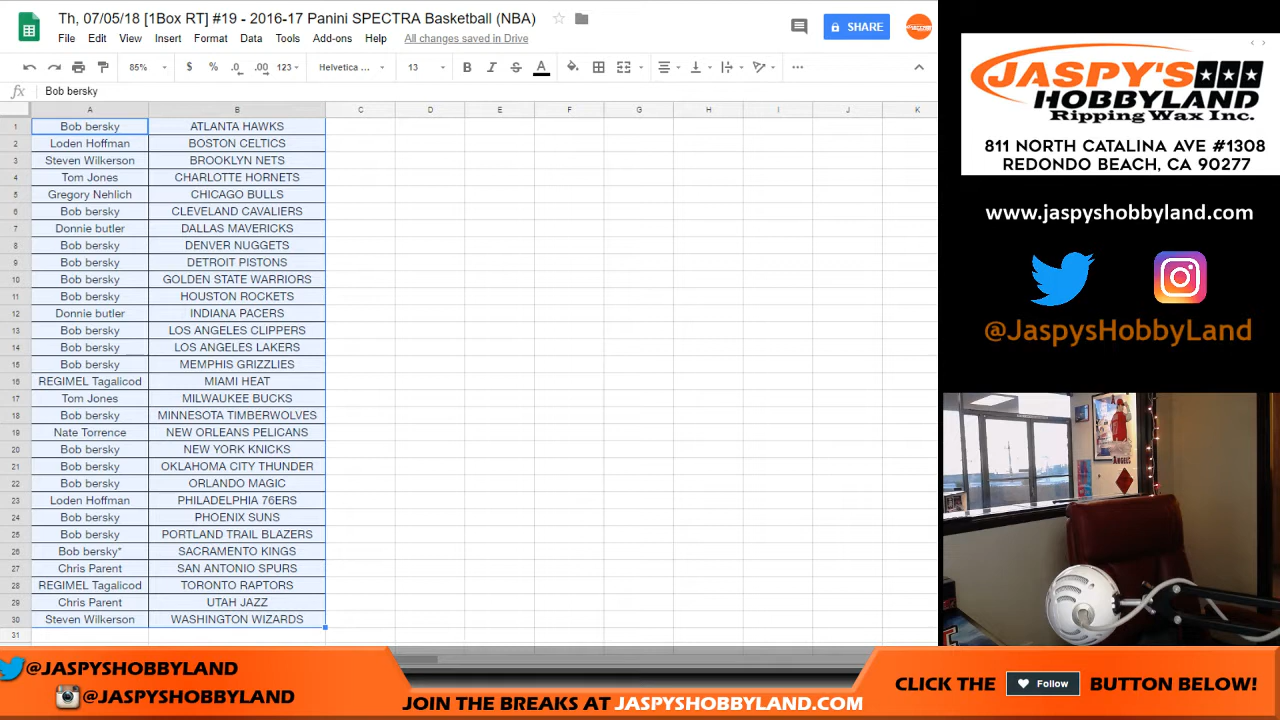 Th, 07/05/18 [1Box RT] #19 - 2016-17 Panini SPECTRA Basketball (NBA)
File Edit View Insert Format Data Tools Add-ons Help All changes saved in Drive
SHARE
85% $ % .0 .00 123 Helvetica ... 13 B I S A
fx Bob bersky
A B C D E F G H I J K
1 Bob bersky ATLANTA HAWKS
2 Loden Hoffman BOSTON CELTICS
3 Steven Wilkerson BROOKLYN NETS
4 Tom Jones CHARLOTTE HORNETS
5 Gregory Nehlich CHICAGO BULLS
6 Bob bersky CLEVELAND CAVALIERS
7 Donnie butler DALLAS MAVERICKS
8 Bob bersky DENVER NUGGETS
9 Bob bersky DETROIT PISTONS
10 Bob bersky GOLDEN STATE WARRIORS
11 Bob bersky HOUSTON ROCKETS
12 Donnie butler INDIANA PACERS
13 Bob bersky LOS ANGELES CLIPPERS
14 Bob bersky LOS ANGELES LAKERS
15 Bob bersky MEMPHIS GRIZZLIES
16 REGIMEL Tagalicod MIAMI HEAT
17 Tom Jones MILWAUKEE BUCKS
18 Bob bersky MINNESOTA TIMBERWOLVES
19 Nate Torrence NEW ORLEANS PELICANS
20 Bob bersky NEW YORK KNICKS
21 Bob bersky OKLAHOMA CITY THUNDER
22 Bob bersky ORLANDO MAGIC
23 Loden Hoffman PHILADELPHIA 76ERS
24 Bob bersky PHOENIX SUNS
25 Bob bersky PORTLAND TRAIL BLAZERS
26 Bob bersky* SACRAMENTO KINGS
27 Chris Parent SAN ANTONIO SPURS
28 REGIMEL Tagalicod TORONTO RAPTORS
29 Chris Parent UTAH JAZZ
30 Steven Wilkerson WASHINGTON WIZARDS
31
JASPY'S
HOBBYLAND
Ripping Wax Inc.
811 NORTH CATALINA AVE #1308
REDONDO BEACH, CA 90277
www.jaspyshobbyland.com
@JaspysHobbyLand
ANGELS
@JASPYSHOBBYLAND
@JASPYSHOBBYLAND
JOIN THE BREAKS AT JASPYSHOBBYLAND.COM
CLICK THE Follow BUTTON BELOW!